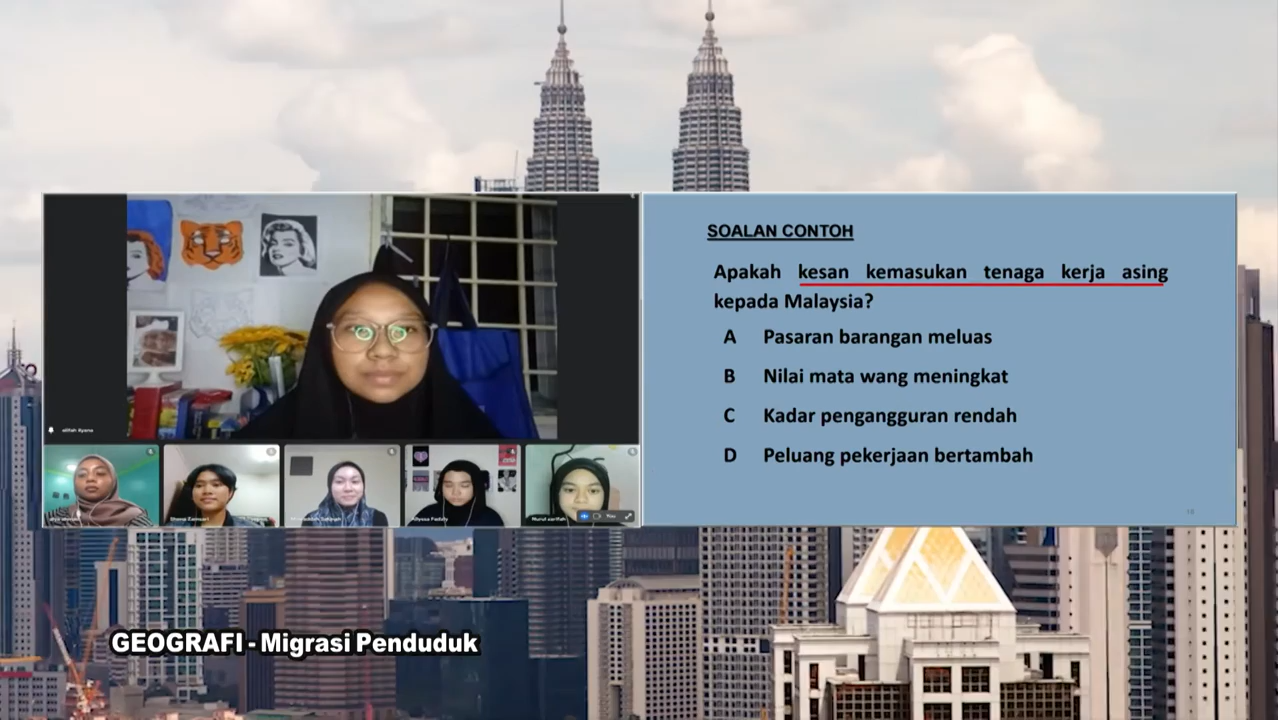 SOALAN CONTOH
Apakah kesan kemasukan tenaga kerja asing
kepada Malaysia?
A Pasaran barangan meluas
B Nilai mata wang meningkat
C Kadar pengangguran rendah
D Peluang pekerjaan bertambah
18
GEOGRAFI - Migrasi Penduduk